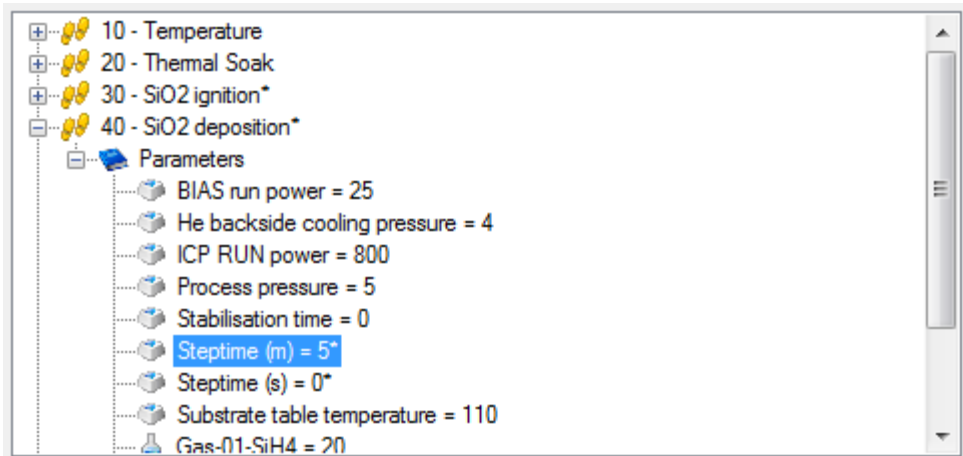 10 - Temperature
20 - Thermal Soak
30 - SiO2 ignition*
40 - SiO2 deposition*
Parameters
BIAS run power = 25
He backside cooling pressure = 4
ICP RUN power = 800
Process pressure = 5
Stabilisation time = 0
Steptime (m) = 5*
Steptime (s) = 0*
Substrate table temperature = 110
Gas-01-SiH4 = 20